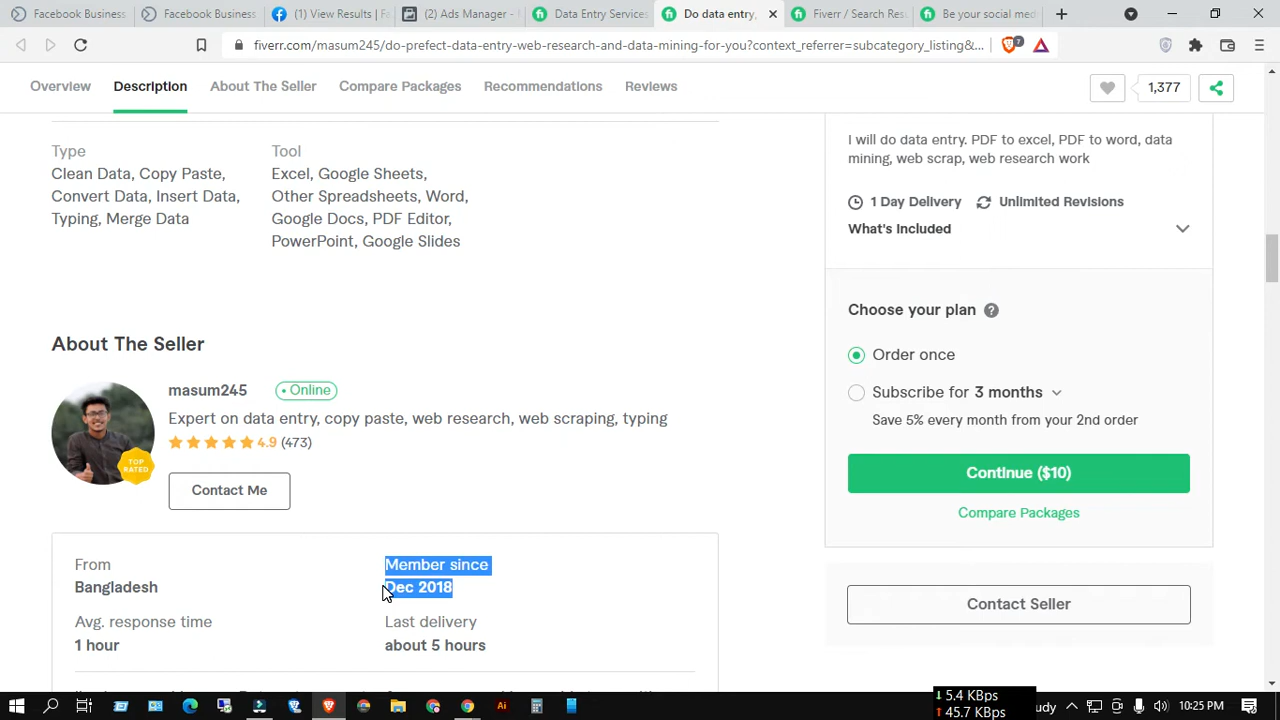 Facebook Business
Facebook Business
(1) View Results | Fa
(2) Ads Manager -
Data Entry Services
Do data entry,
Fiverr / Search Resu
Be your social med
fiverr.com/masum245/do-prefect-data-entry-web-research-and-data-mining-for-you?context_referrer=subcategory_listing&...
7
Overview
Description
About The Seller
Compare Packages
Recommendations
Reviews
1,377
Type
Clean Data, Copy Paste,
Convert Data, Insert Data,
Typing, Merge Data
Tool
Excel, Google Sheets,
Other Spreadsheets, Word,
Google Docs, PDF Editor,
PowerPoint, Google Slides
I will do data entry. PDF to excel, PDF to word, data
mining, web scrap, web research work
1 Day Delivery
Unlimited Revisions
What's Included
Choose your plan ?
Order once
Subscribe for 3 months
Save 5% every month from your 2nd order
Continue ($10)
Compare Packages
Contact Seller
About The Seller
masum245
• Online
Expert on data entry, copy paste, web research, web scraping, typing
4.9 (473)
TOP
RATED
Contact Me
From
Bangladesh
Member since
Dec 2018
Avg. response time
1 hour
Last delivery
about 5 hours
Ai
↓ 5.4 KBps
↑ 45.7 KBps
udy
10:25 PM